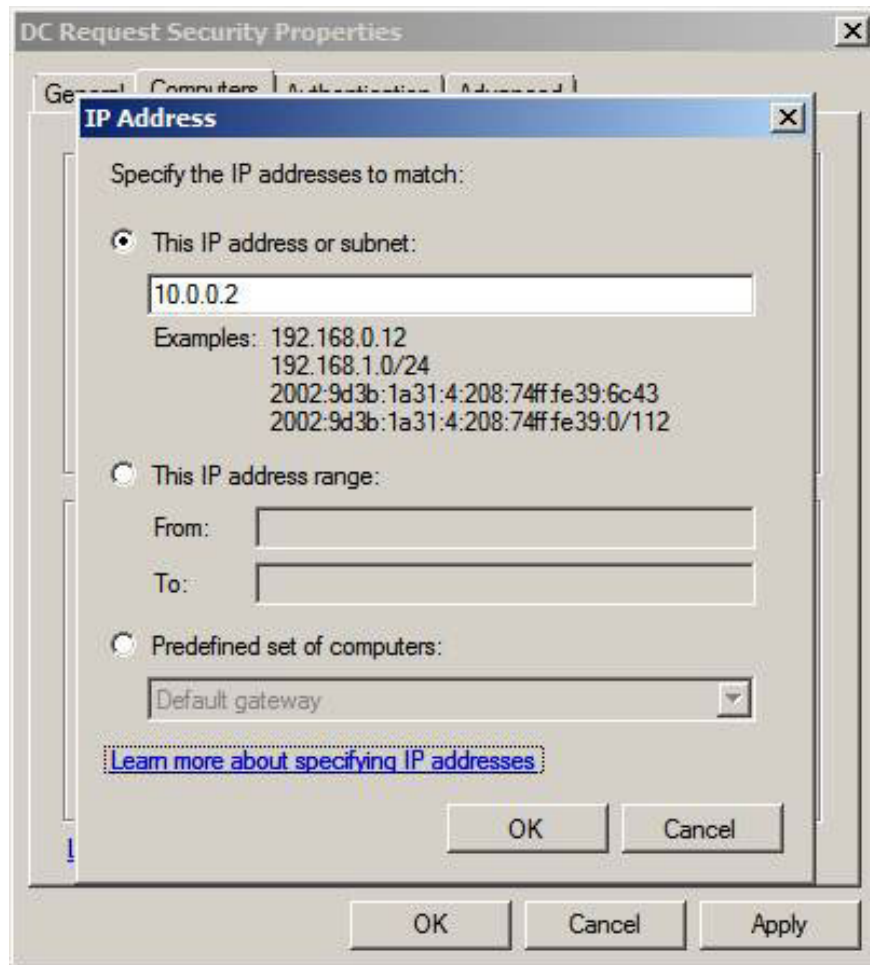 DC Request Security Properties
General Computers Authentication Advanced
IP Address
Specify the IP addresses to match:
This IP address or subnet:
10.0.0.2
Examples: 192.168.0.12
192.168.1.0/24
2002:9d3b:1a31:4:208:74ff:fe39:6c43
2002:9d3b:1a31:4:208:74ff:fe39:0/112
This IP address range:
From:
To:
Predefined set of computers:
Default gateway
Learn more about specifying IP addresses
OK Cancel
OK Cancel Apply